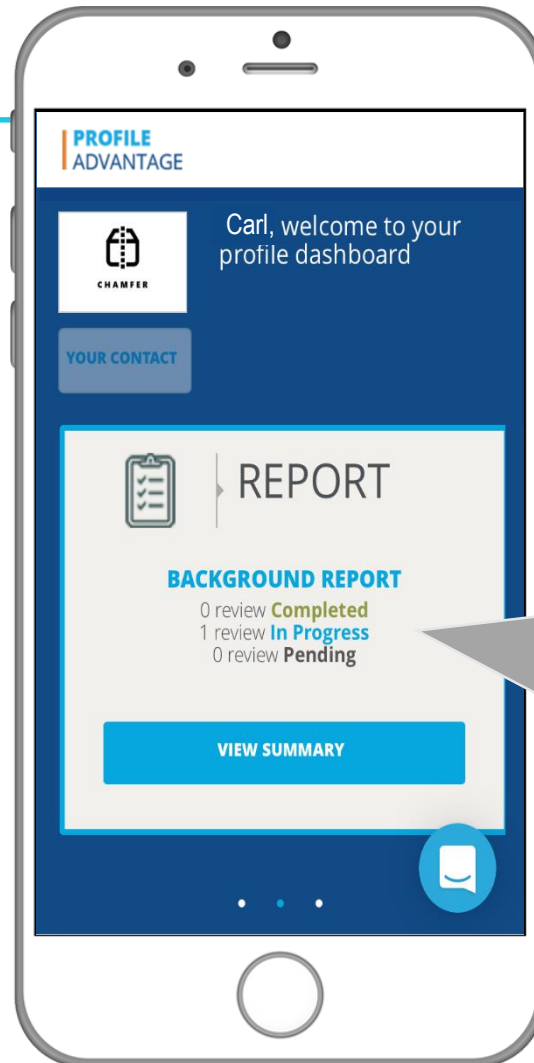 PROFILE
ADVANTAGE
CHAMFER
Carl, welcome to your
profile dashboard
YOUR CONTACT
REPORT
BACKGROUND REPORT
0 review Completed
1 review In Progress
0 review Pending
VIEW SUMMARY